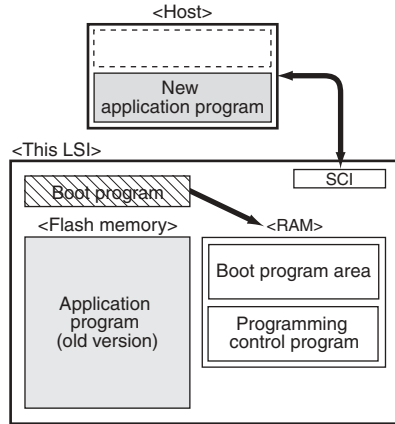 <Host>
New
application program
<This LSI>
SCI
Boot program
<Flash memory>
<RAM>
Application
program
(old version)
Boot program area
Programming
control program